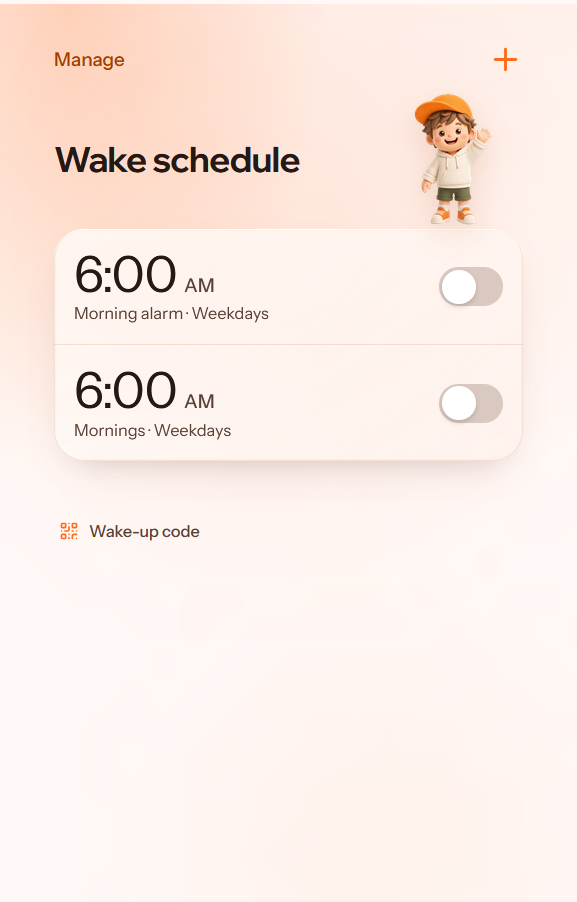 Manage
Wake schedule
6:00 AM
Morning alarm · Weekdays
6:00 AM
Mornings · Weekdays
Wake-up code